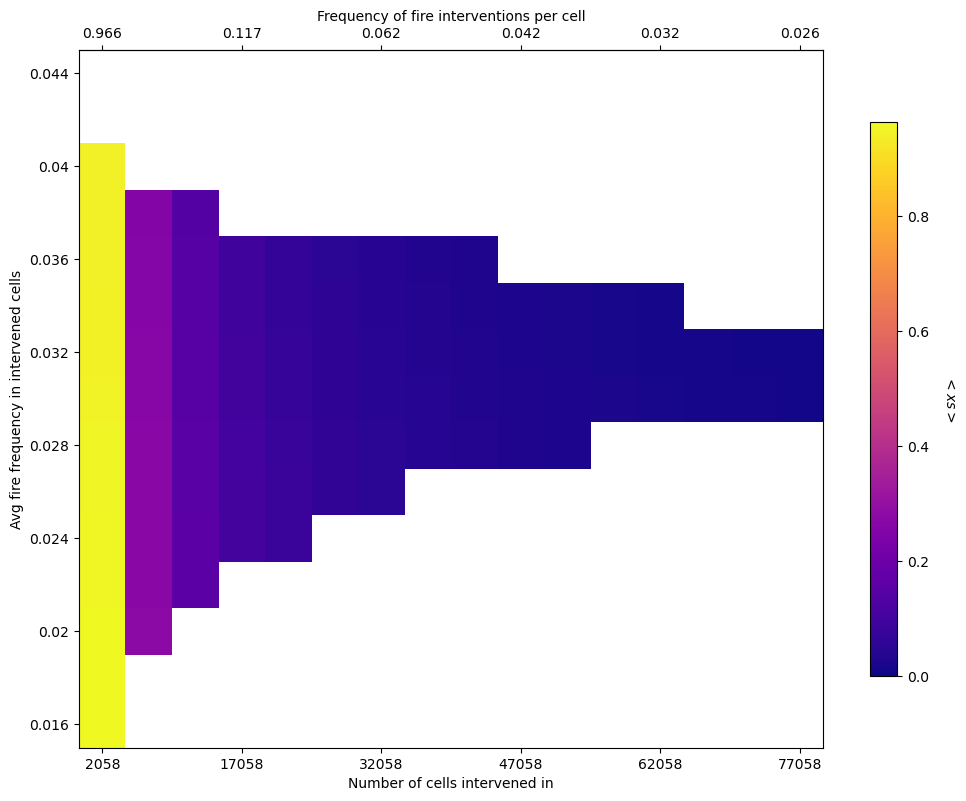 Frequency of fire interventions per cell
0.966 0.117 0.062 0.042 0.032 0.026
0.044
0.04
0.036
0.032
0.028
0.024
0.02
0.016
Avg fire frequency in intervened cells
2058 17058 32058 47058 62058 77058
Number of cells intervened in
0.8
0.6
0.4
0.2
0.0
< xs >